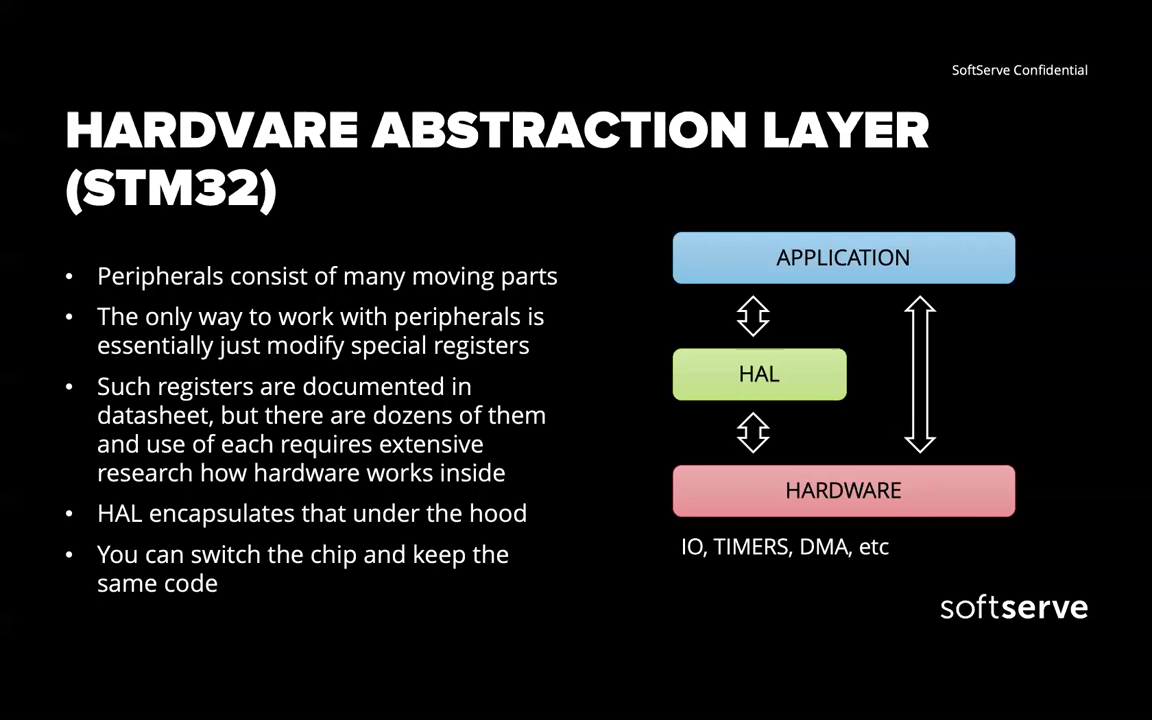 SoftServe Confidential
HARDVARE ABSTRACTION LAYER
(STM32)
• Peripherals consist of many moving parts
• The only way to work with peripherals is
essentially just modify special registers
• Such registers are documented in
datasheet, but there are dozens of them
and use of each requires extensive
research how hardware works inside
• HAL encapsulates that under the hood
• You can switch the chip and keep the
same code
APPLICATION
HAL
HARDWARE
IO, TIMERS, DMA, etc
softserve